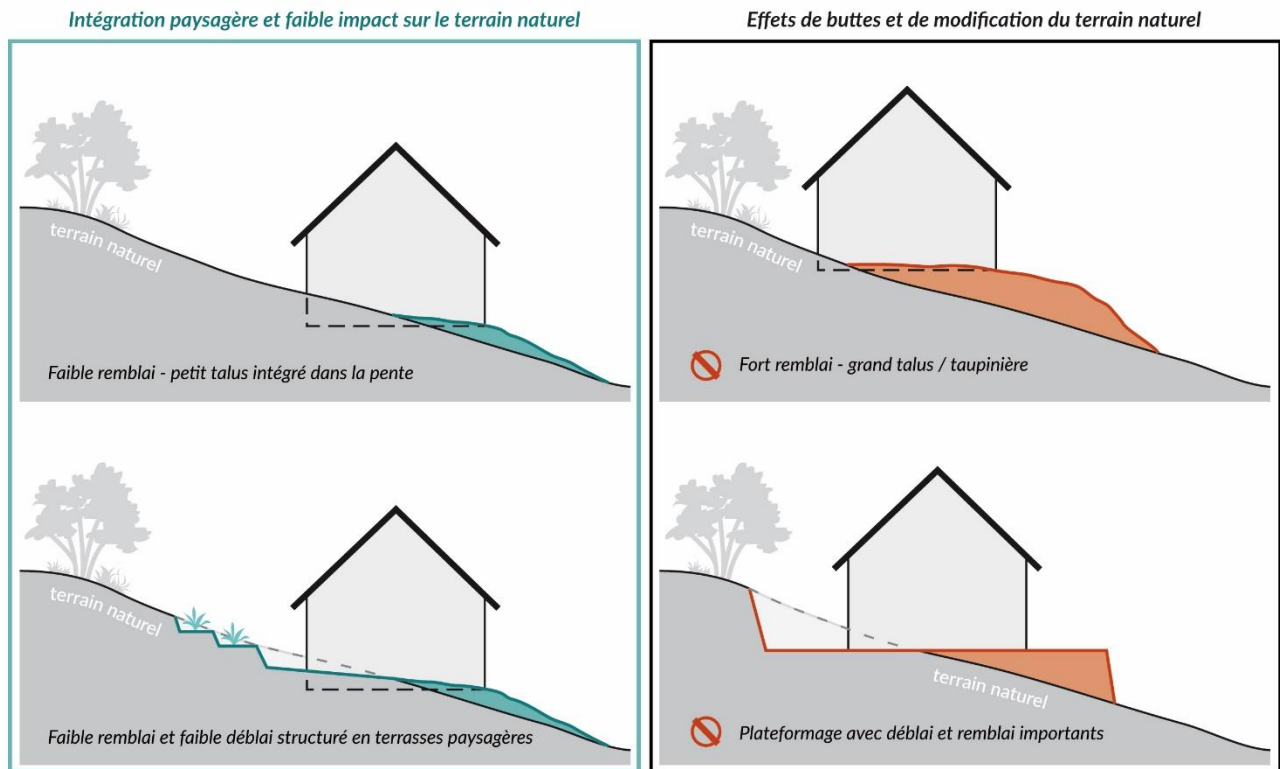 Intégration paysagère et faible impact sur le terrain naturel
Effets de buttes et de modification du terrain naturel
terrain naturel
Faible remblai - petit talus intégré dans la pente
terrain naturel
Fort remblai - grand talus / taupinière
terrain naturel
Faible remblai et faible déblai structuré en terrasses paysagères
terrain naturel
Plateformage avec déblai et remblai importants